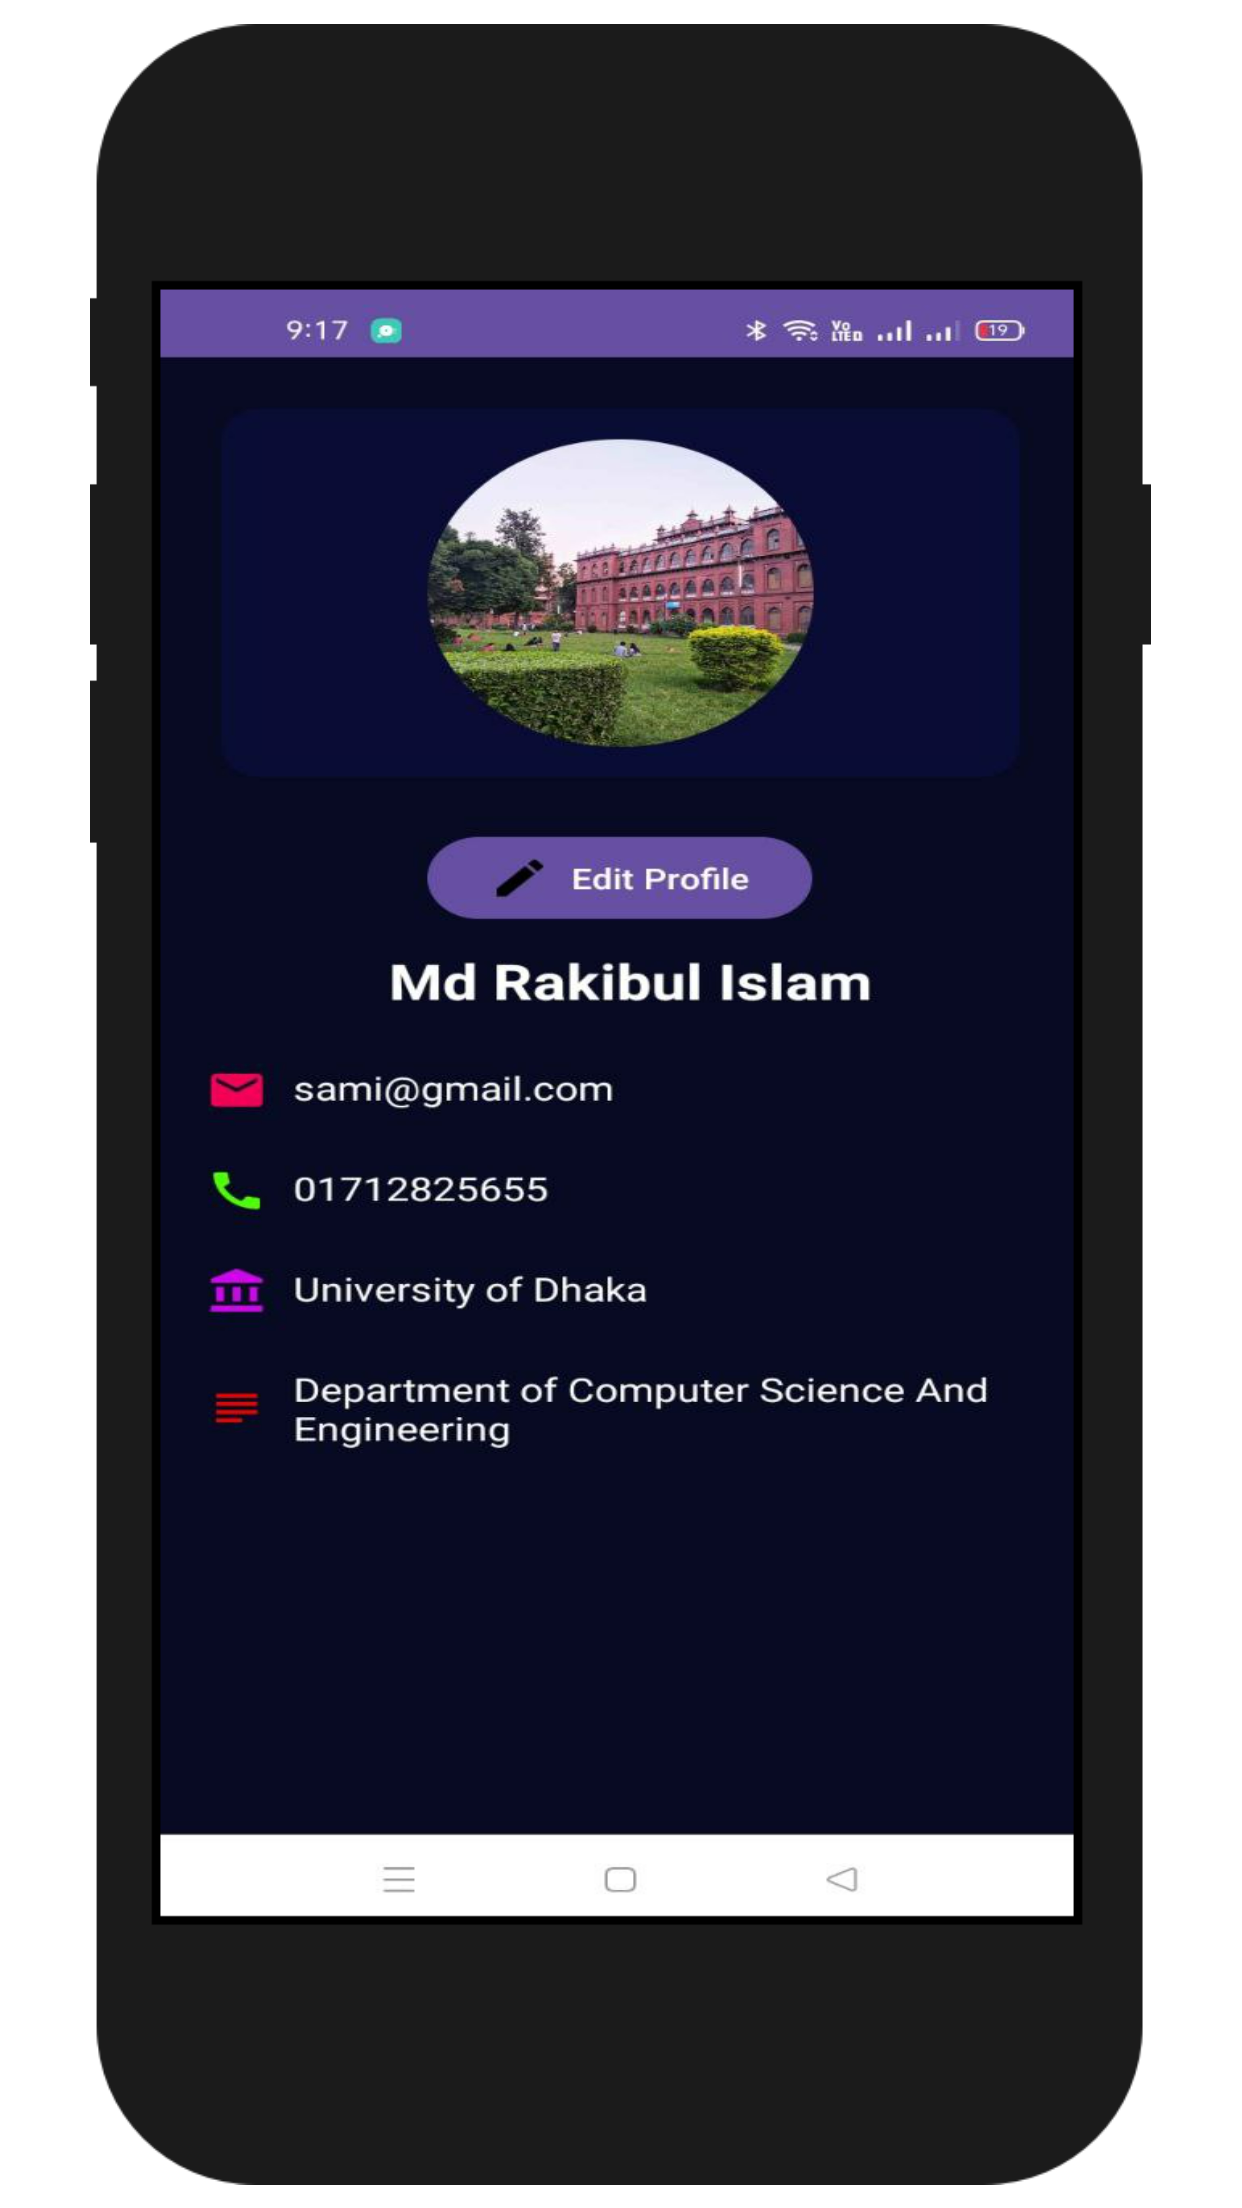 9:17 Vo LTE 19
Edit Profile
Md Rakibul Islam
sami@gmail.com
01712825655
University of Dhaka
Department of Computer Science And
Engineering